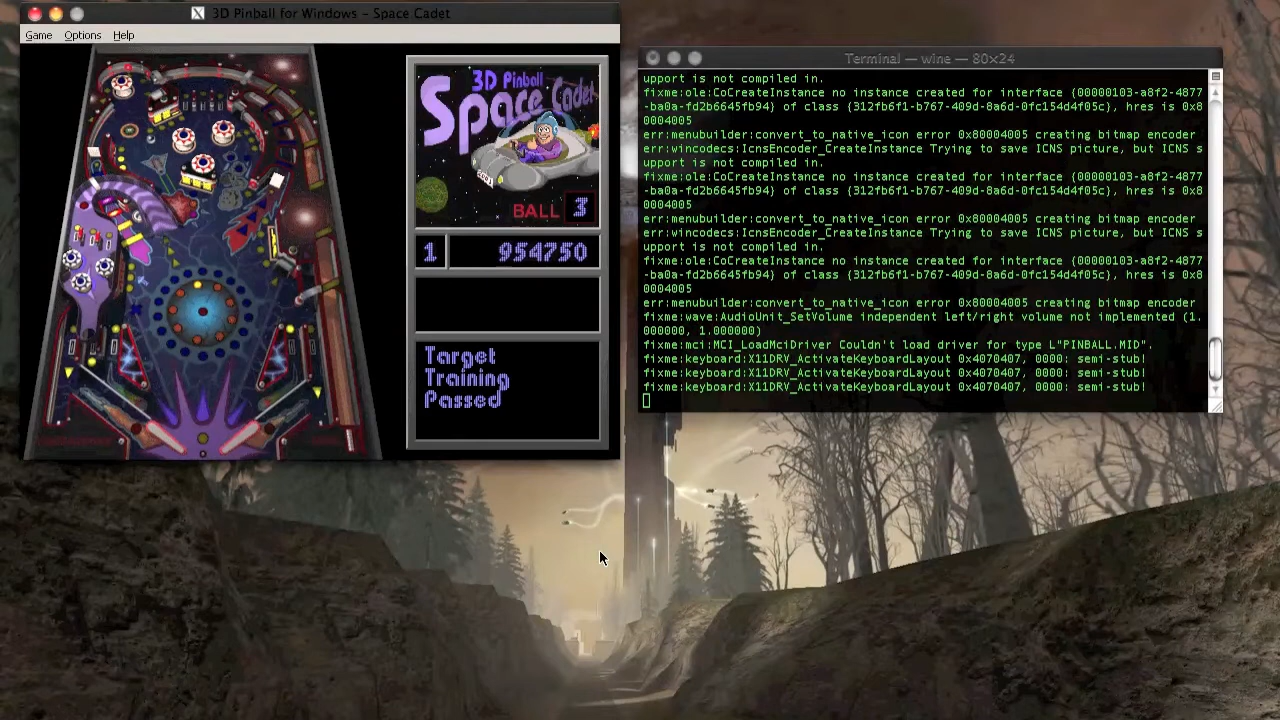 3D Pinball for Windows - Space Cadet
Game Options Help
3D Pinball
Space Cadet
BALL 3
1 954750
Target
Training
Passed
Terminal — wine — 80×24
upport is not compiled in.
fixme:ole:CoCreateInstance no instance created for interface {00000103-a8f2-4877
-ba0a-fd2b6645fb94} of class {312fb6f1-b767-409d-8a6d-0fc154d4f05c}, hres is 0x8
0004005
err:menubuilder:convert_to_native_icon error 0x80004005 creating bitmap encoder
err:wincodecs:IcnsEncoder_CreateInstance Trying to save ICNS picture, but ICNS s
upport is not compiled in.
fixme:ole:CoCreateInstance no instance created for interface {00000103-a8f2-4877
-ba0a-fd2b6645fb94} of class {312fb6f1-b767-409d-8a6d-0fc154d4f05c}, hres is 0x8
0004005
err:menubuilder:convert_to_native_icon error 0x80004005 creating bitmap encoder
err:wincodecs:IcnsEncoder_CreateInstance Trying to save ICNS picture, but ICNS s
upport is not compiled in.
fixme:ole:CoCreateInstance no instance created for interface {00000103-a8f2-4877
-ba0a-fd2b6645fb94} of class {312fb6f1-b767-409d-8a6d-0fc154d4f05c}, hres is 0x8
0004005
err:menubuilder:convert_to_native_icon error 0x80004005 creating bitmap encoder
fixme:wave:AudioUnit_SetVolume independent left/right volume not implemented (1.
000000, 1.000000)
fixme:mci:MCI_LoadMciDriver Couldn't load driver for type L"PINBALL.MID".
fixme:keyboard:X11DRV_ActivateKeyboardLayout 0x4070407, 0000: semi-stub!
fixme:keyboard:X11DRV_ActivateKeyboardLayout 0x4070407, 0000: semi-stub!
fixme:keyboard:X11DRV_ActivateKeyboardLayout 0x4070407, 0000: semi-stub!